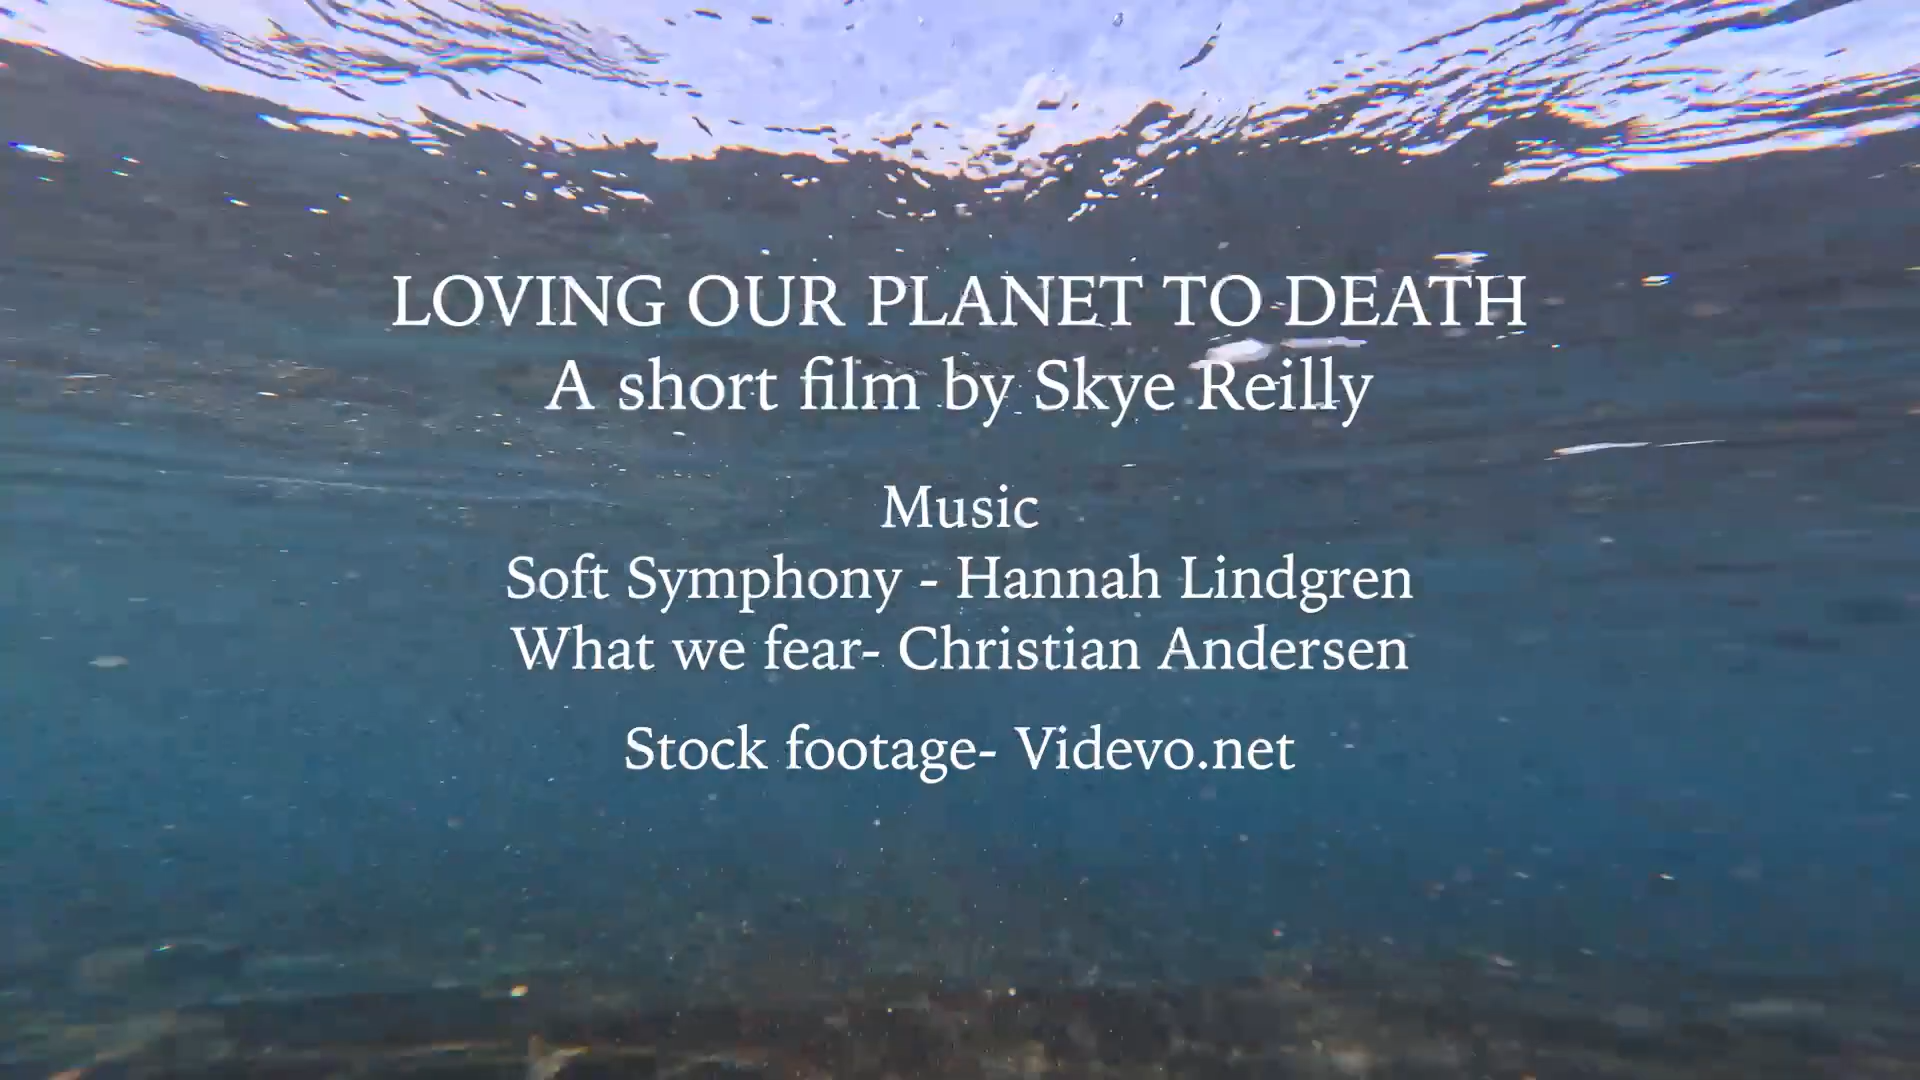 LOVING OUR PLANET TO DEATH
A short film by Skye Reilly
Music
Soft Symphony - Hannah Lindgren
What we fear- Christian Andersen
Stock footage- Videvo.net